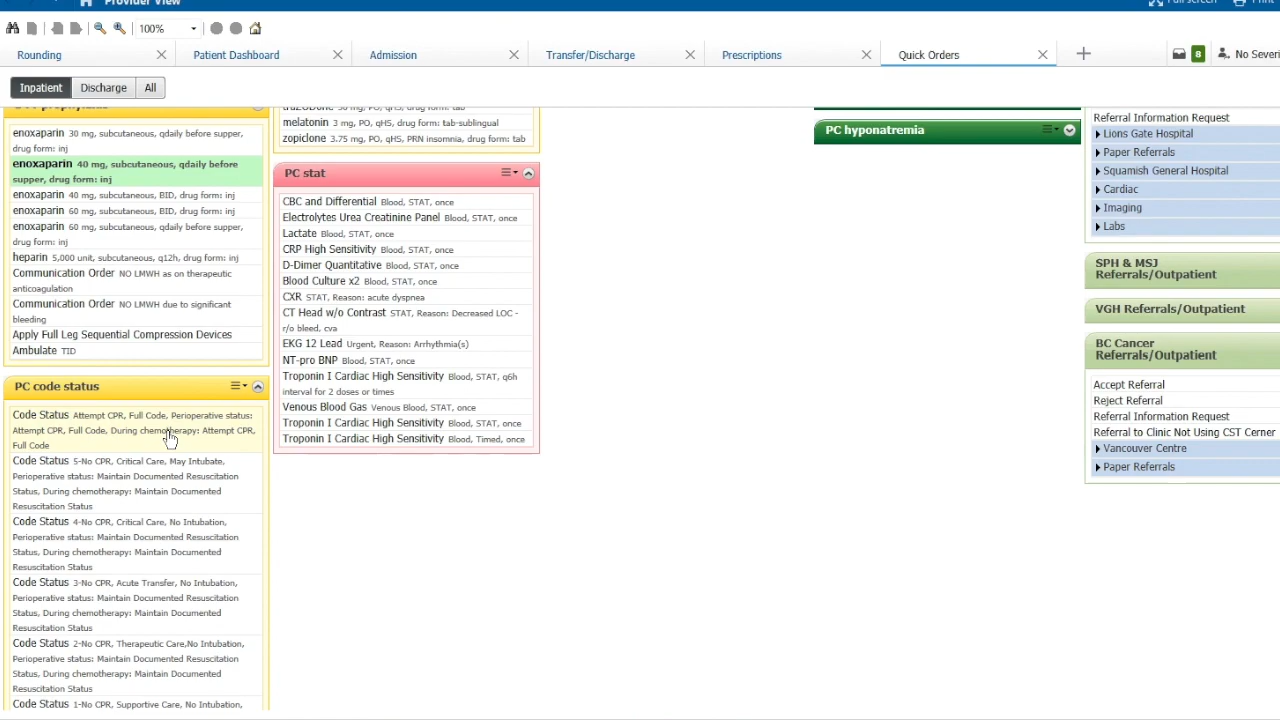 Provider View
Full screen
Print
100%
Rounding
Patient Dashboard
Admission
Transfer/Discharge
Prescriptions
Quick Orders
8
No Severi
Inpatient
Discharge
All
enoxaparin 30 mg, subcutaneous, qdaily before supper,
drug form: inj
enoxaparin 40 mg, subcutaneous, qdaily before
supper, drug form: inj
enoxaparin 40 mg, subcutaneous, BID, drug form: inj
enoxaparin 60 mg, subcutaneous, BID, drug form: inj
enoxaparin 60 mg, subcutaneous, qdaily before supper,
drug form: inj
heparin 5,000 unit, subcutaneous, q12h, drug form: inj
Communication Order NO LMWH as on therapeutic
anticoagulation
Communication Order NO LMWH due to significant
bleeding
Apply Full Leg Sequential Compression Devices
Ambulate TID
PC code status
Code Status Attempt CPR, Full Code, Perioperative status:
Attempt CPR, Full Code, During chemotherapy: Attempt CPR,
Full Code
Code Status 5-No CPR, Critical Care, May Intubate,
Perioperative status: Maintain Documented Resuscitation
Status, During chemotherapy: Maintain Documented
Resuscitation Status
Code Status 4-No CPR, Critical Care, No Intubation,
Perioperative status: Maintain Documented Resuscitation
Status, During chemotherapy: Maintain Documented
Resuscitation Status
Code Status 3-No CPR, Acute Transfer, No Intubation,
Perioperative status: Maintain Documented Resuscitation
Status, During chemotherapy: Maintain Documented
Resuscitation Status
Code Status 2-No CPR, Therapeutic Care,No Intubation,
Perioperative status: Maintain Documented Resuscitation
Status, During chemotherapy: Maintain Documented
Resuscitation Status
Code Status 1-No CPR, Supportive Care, No Intubation,
traZODone 50 mg, PO, qHS, drug form: tab
melatonin 3 mg, PO, qHS, drug form: tab-sublingual
zopiclone 3.75 mg, PO, qHS, PRN insomnia, drug form: tab
PC stat
CBC and Differential Blood, STAT, once
Electrolytes Urea Creatinine Panel Blood, STAT, once
Lactate Blood, STAT, once
CRP High Sensitivity Blood, STAT, once
D-Dimer Quantitative Blood, STAT, once
Blood Culture x2 Blood, STAT, once
CXR STAT, Reason: acute dyspnea
CT Head w/o Contrast STAT, Reason: Decreased LOC -
r/o bleed, cva
EKG 12 Lead Urgent, Reason: Arrhythmia(s)
NT-pro BNP Blood, STAT, once
Troponin I Cardiac High Sensitivity Blood, STAT, q6h
interval for 2 doses or times
Venous Blood Gas Venous Blood, STAT, once
Troponin I Cardiac High Sensitivity Blood, STAT, once
Troponin I Cardiac High Sensitivity Blood, Timed, once
PC hyponatremia
Referral Information Request
Lions Gate Hospital
Paper Referrals
Squamish General Hospital
Cardiac
Imaging
Labs
SPH & MSJ
Referrals/Outpatient
VGH Referrals/Outpatient
BC Cancer
Referrals/Outpatient
Accept Referral
Reject Referral
Referral Information Request
Referral to Clinic Not Using CST Cerner
Vancouver Centre
Paper Referrals